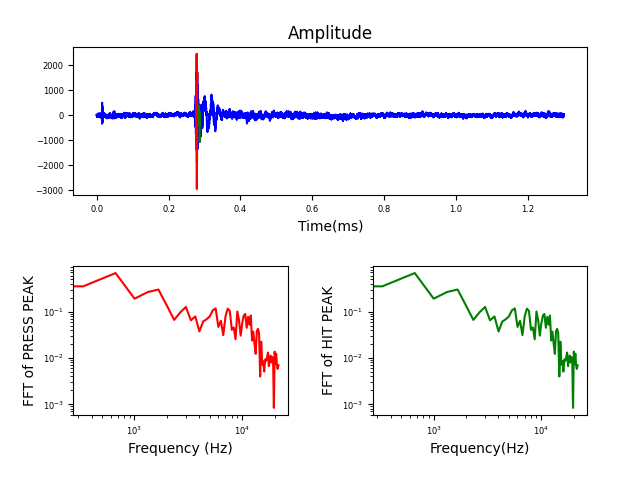 Amplitude
2000
1000
0
−1000
−2000
−3000
0.0 0.2 0.4 0.6 0.8 1.0 1.2
Time(ms)
FFT of PRESS PEAK
10⁻¹
10⁻²
10⁻³
10³ 10⁴
Frequency (Hz)
FFT of HIT PEAK
10⁻¹
10⁻²
10⁻³
10³ 10⁴
Frequency(Hz)